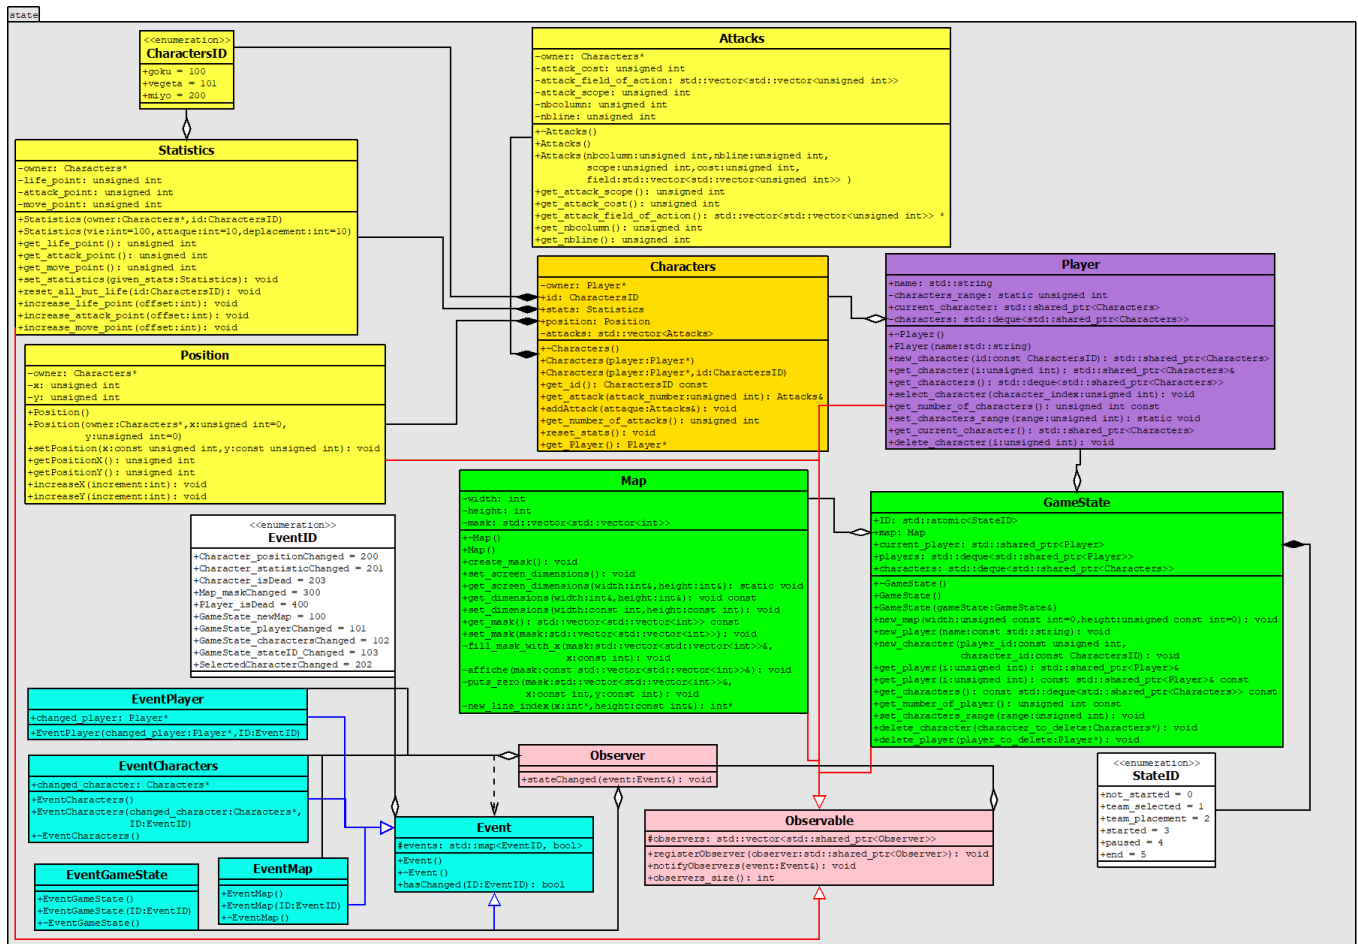 state
<<enumeration>>
CharactersID
+goku = 100
+vegeta = 101
+miyo = 200
Attacks
-owner: Characters*
-attack_cost: unsigned int
-attack_field_of_action: std::vector<std::vector<unsigned int>>
-attack_scope: unsigned int
-nbcolumn: unsigned int
-nbline: unsigned int
+~Attacks()
+Attacks()
+Attacks(nbcolumn:unsigned int,nbline:unsigned int,
scope:unsigned int,cost:unsigned int,
field:std::vector<std::vector<unsigned int>> )
+get_attack_scope(): unsigned int
+get_attack_cost(): unsigned int
+get_attack_field_of_action(): std::vector<std::vector<unsigned int>> *
+get_nbcolumn(): unsigned int
+get_nbline(): unsigned int
Statistics
-owner: Characters*
-life_point: unsigned int
-attack_point: unsigned int
-move_point: unsigned int
+Statistics(owner:Characters*,id:CharactersID)
+Statistics(vie:int=100,attaque:int=10,deplacement:int=10)
+get_life_point(): unsigned int
+get_attack_point(): unsigned int
+get_move_point(): unsigned int
+set_statistics(given_stats:Statistics): void
+reset_all_but_life(id:CharactersID): void
+increase_life_point(offset:int): void
+increase_attack_point(offset:int): void
+increase_move_point(offset:int): void
Characters
-owner: Player*
+id: CharactersID
+stats: Statistics
+position: Position
-attacks: std::vector<Attacks>
+~Characters()
+Characters(player:Player*)
+Characters(player:Player*,id:CharactersID)
+get_id(): CharactersID const
+get_attack(attack_number:unsigned int): Attacks&
+addAttack(attaque:Attacks&): void
+get_number_of_attacks(): unsigned int
+reset_stats(): void
+get_Player(): Player*
Player
+name: std::string
-characters_range: static unsigned int
+current_character: std::shared_ptr<Characters>
-characters: std::deque<std::shared_ptr<Characters>>
+~Player()
+Player(name:std::string)
+new_character(id:const CharactersID): std::shared_ptr<Characters>
+get_character(i:unsigned int): std::shared_ptr<Characters>&
+get_characters(): std::deque<std::shared_ptr<Characters>>
+select_character(character_index:unsigned int): void
+get_number_of_characters(): unsigned int const
+set_characters_range(range:unsigned int): static void
+get_current_character(): std::shared_ptr<Characters>
+delete_character(i:unsigned int): void
Position
-owner: Characters*
-x: unsigned int
-y: unsigned int
+Position()
+Position(owner:Characters*,x:unsigned int=0,
y:unsigned int=0)
+setPosition(x:const unsigned int,y:const unsigned int): void
+getPositionX(): unsigned int
+getPositionY(): unsigned int
+increaseX(increment:int): void
+increaseY(increment:int): void
Map
-width: int
-height: int
-mask: std::vector<std::vector<int>>
+~Map()
+Map()
+create_mask(): void
+set_screen_dimensions(): void
+get_screen_dimensions(width:int&,height:int&): static void
+get_dimensions(width:int&,height:int&): void const
+set_dimensions(width:const int,height:const int): void
+get_mask(): std::vector<std::vector<int>> const
+set_mask(mask:std::vector<std::vector<int>>): void
-fill_mask_with_x(mask:std::vector<std::vector<int>>&,
x:const int): void
-affiche(mask:const std::vector<std::vector<int>>&): void
-puts_zero(mask:std::vector<std::vector<int>>&,
x:const int,y:const int): void
-new_line_index(x:int*,height:const int&): int*
GameState
+ID: std::atomic<StateID>
+map: Map
+current_player: std::shared_ptr<Player>
+players: std::deque<std::shared_ptr<Player>>
+characters: std::deque<std::shared_ptr<Characters>>
+~GameState()
+GameState()
+GameState(gameState:GameState&)
+new_map(width:unsigned const int=0,height:unsigned const int=0): void
+new_player(name:const std::string): void
+new_character(player_id:const unsigned int,
character_id:const CharactersID): void
+get_player(i:unsigned int): std::shared_ptr<Player>&
+get_player(i:unsigned int): const std::shared_ptr<Player>& const
+get_characters(): const std::deque<std::shared_ptr<Characters>> const
+get_number_of_player(): unsigned int const
+set_characters_range(range:unsigned int): void
+delete_character(character_to_delete:Characters*): void
+delete_player(player_to_delete:Player*): void
<<enumeration>>
EventID
+Character_positionChanged = 200
+Character_statisticChanged = 201
+Character_isDead = 203
+Map_maskChanged = 300
+Player_isDead = 400
+GameState_newMap = 100
+GameState_playerChanged = 101
+GameState_charactersChanged = 102
+GameState_stateID_Changed = 103
+SelectedCharacterChanged = 202
EventPlayer
+changed_player: Player*
+EventPlayer(changed_player:Player*,ID:EventID)
EventCharacters
+changed_character: Characters*
+EventCharacters()
+EventCharacters(changed_character:Characters*,
ID:EventID)
+~EventCharacters()
Observer
+stateChanged(event:Event&): void
<<enumeration>>
StateID
+not_started = 0
+team_selected = 1
+team_placement = 2
+started = 3
+paused = 4
+end = 5
Event
#events: std::map<EventID, bool>
+Event()
+~Event()
+hasChanged(ID:EventID): bool
Observable
#observers: std::vector<std::shared_ptr<Observer>>
+registerObserver(observer:std::shared_ptr<Observer>): void
+notifyObservers(event:Event&): void
+observers_size(): int
EventGameState
+EventGameState()
+EventGameState(ID:EventID)
+~EventGameState()
EventMap
+EventMap()
+EventMap(ID:EventID)
+~EventMap()